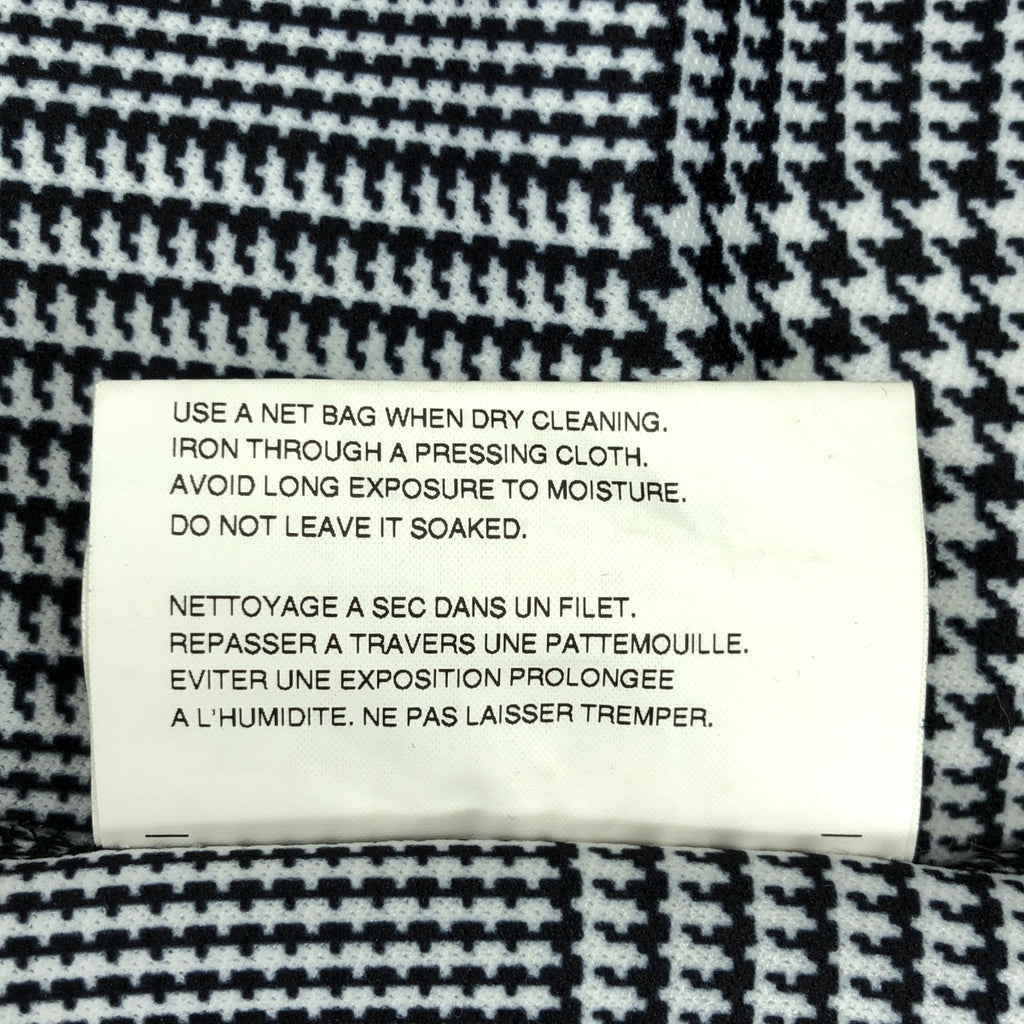 USE A NET BAG WHEN DRY CLEANING.
IRON THROUGH A PRESSING CLOTH.
AVOID LONG EXPOSURE TO MOISTURE.
DO NOT LEAVE IT SOAKED.
NETTOYAGE A SEC DANS UN FILET.
REPASSER A TRAVERS UNE PATTEMOUILLE.
EVITER UNE EXPOSITION PROLONGEE
A L'HUMIDITE. NE PAS LAISSER TREMPER.